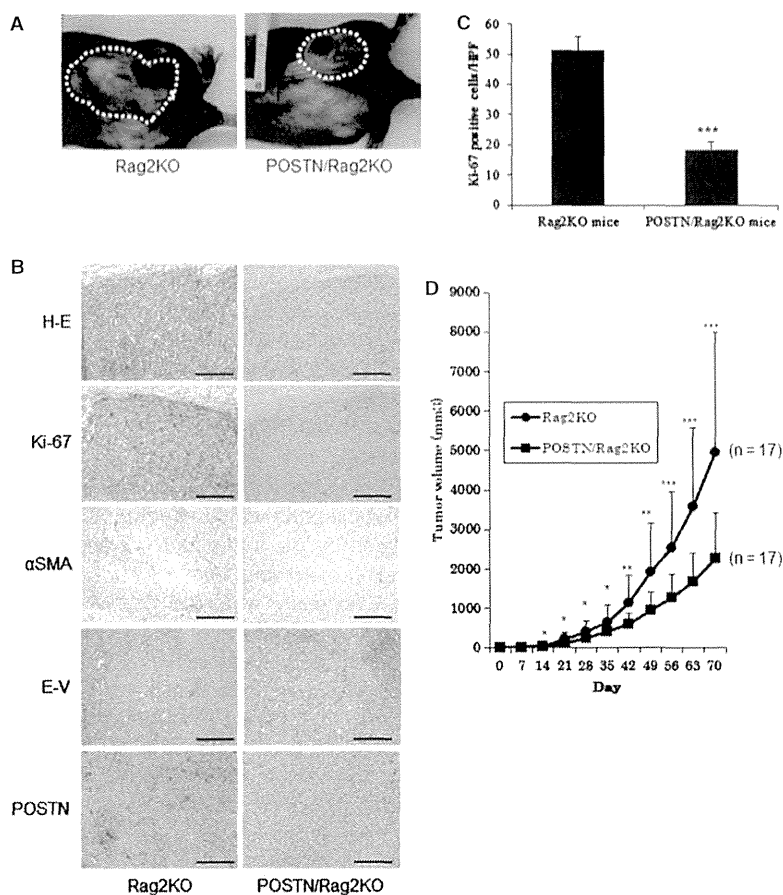 A
Rag2KO
POSTN/Rag2KO
C
Ki-67 positive cells/HPF
60
50
40
30
20
10
0
***
Rag2KO mice
POSTN/Rag2KO mice
B
H-E
Ki-67
αSMA
E-V
POSTN
Rag2KO
POSTN/Rag2KO
D
Tumor volume (mm3)
9000
8000
7000
6000
5000
4000
3000
2000
1000
0
Rag2KO
POSTN/Rag2KO
*
*
*
*
**
**
***
***
***
(n = 17)
(n = 17)
0 7 14 21 28 35 42 49 56 63 70
Day